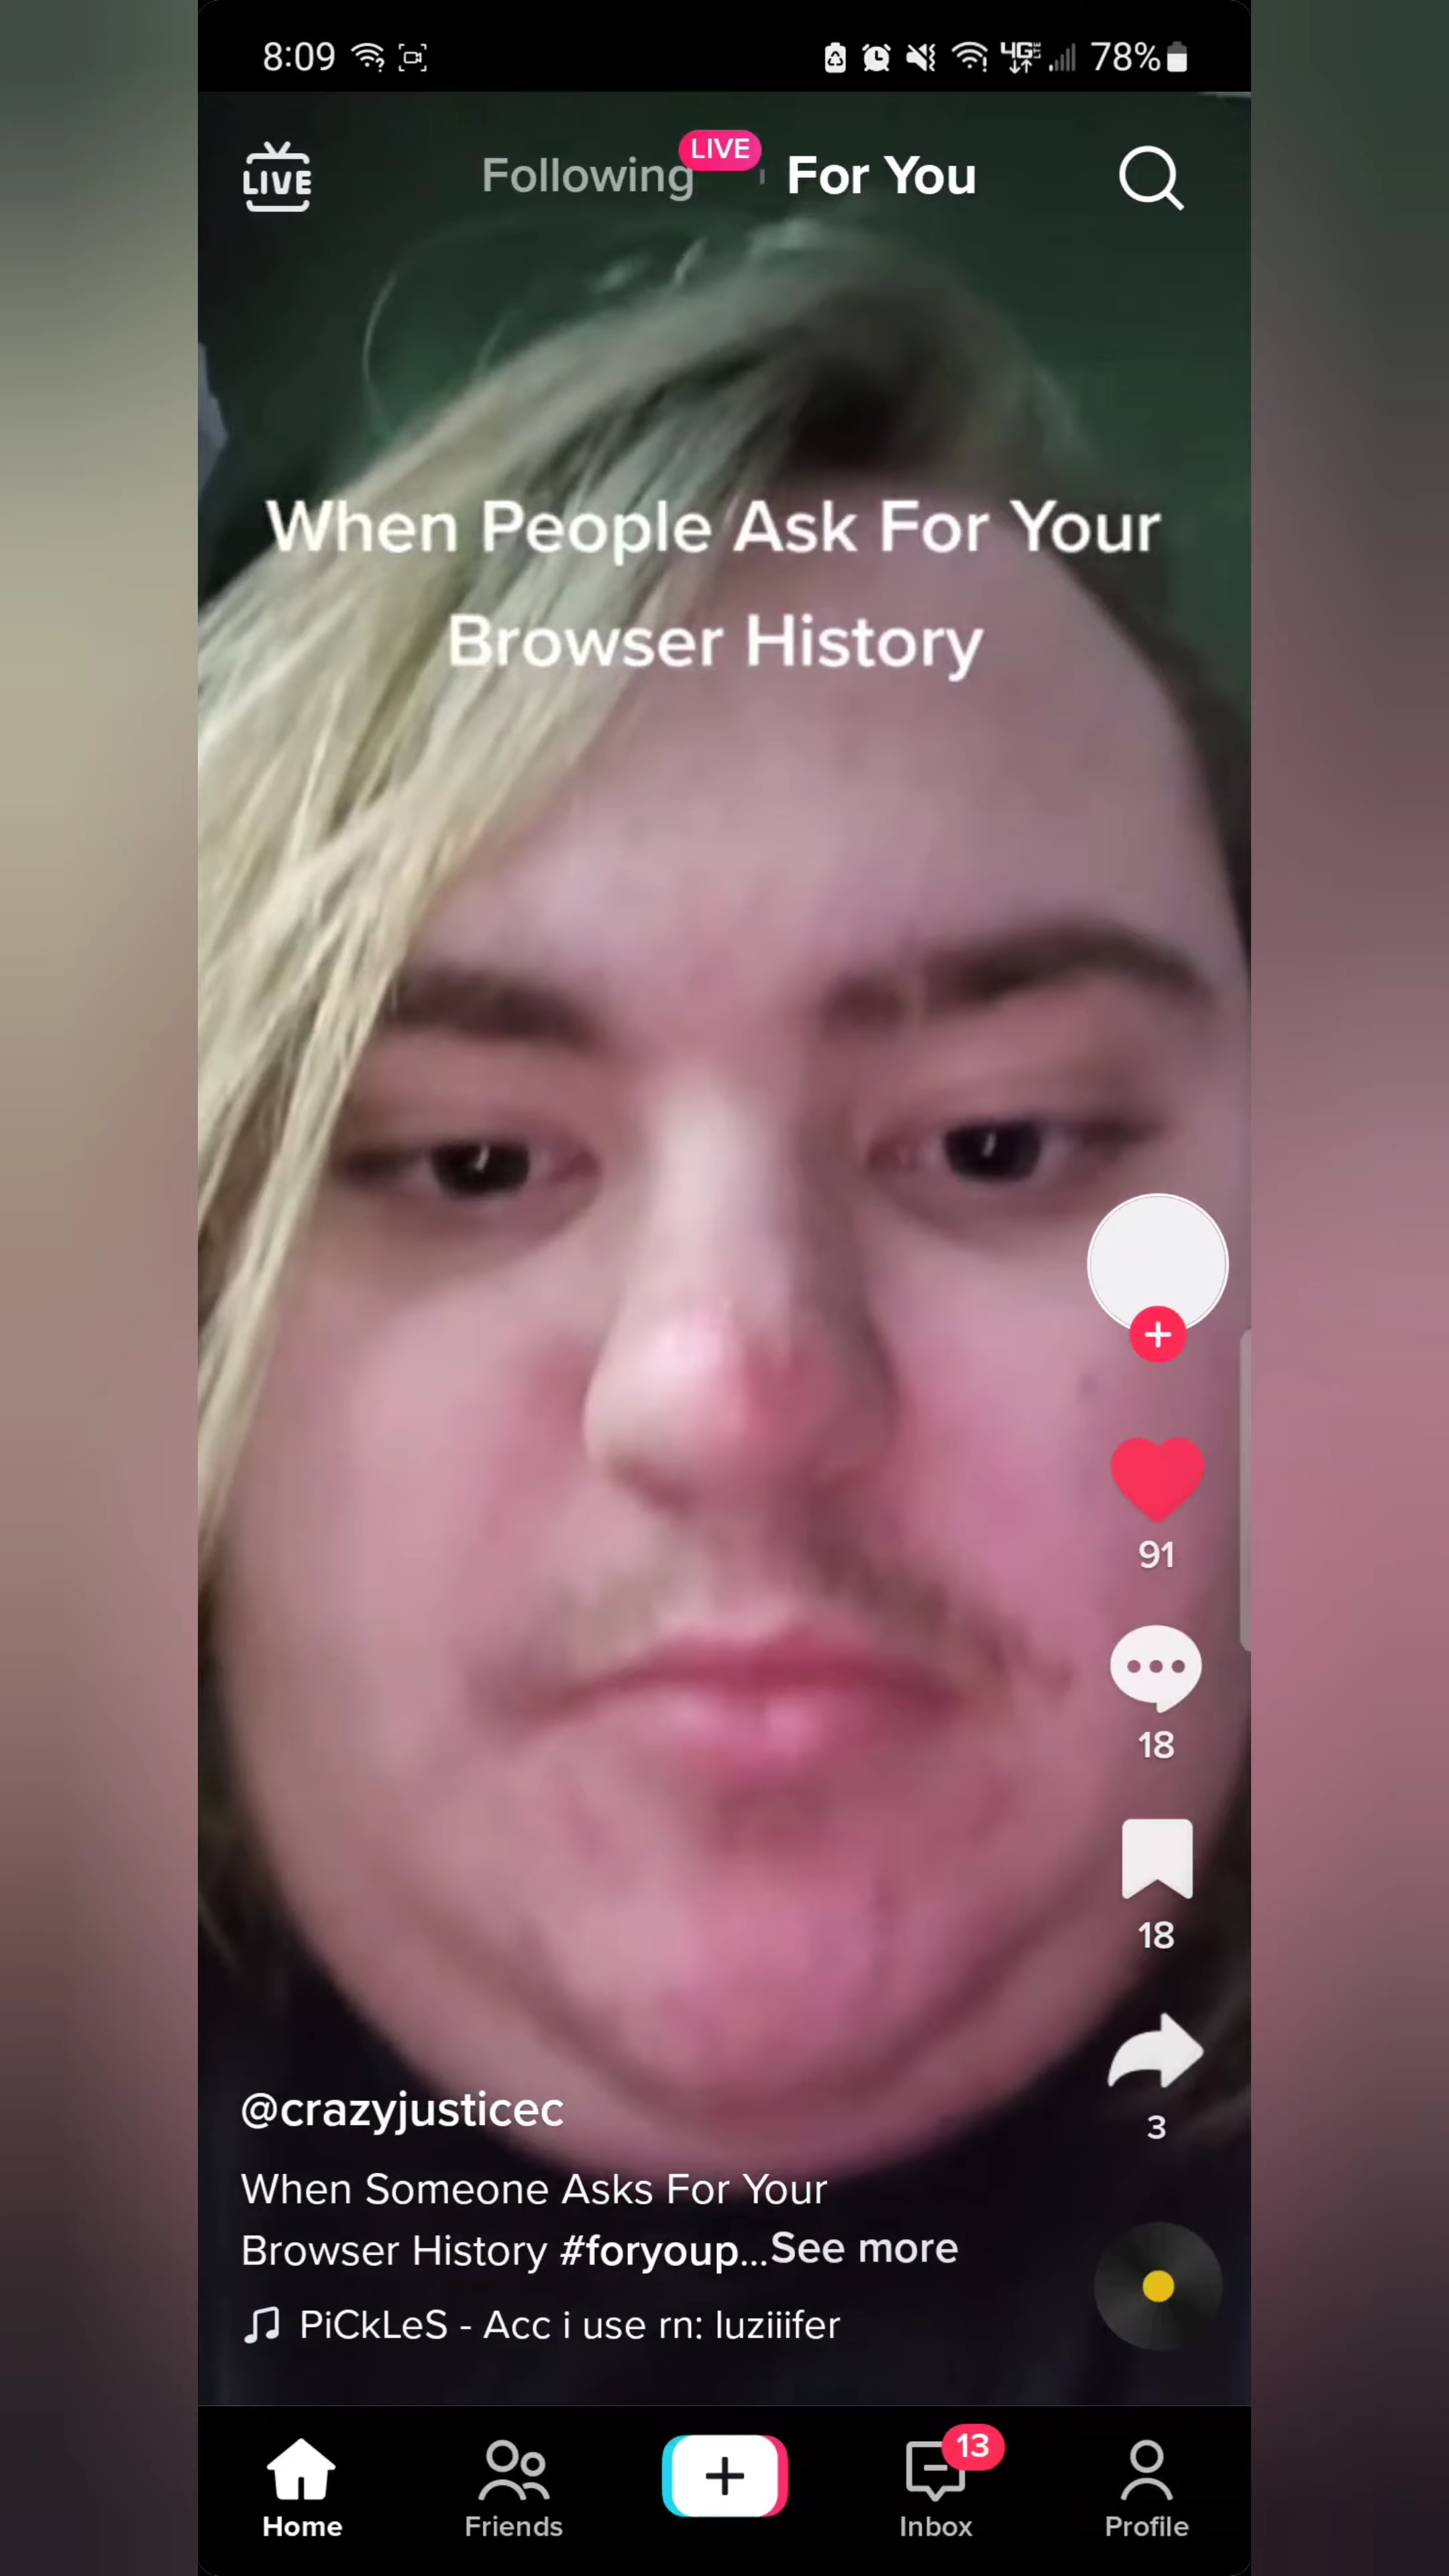 8:09
4G LTE 78%
LIVE
Following
LIVE
For You
When People Ask For Your
Browser History
91
18
18
3
@crazyjusticec
When Someone Asks For Your
Browser History #foryoup...See more
PiCkLeS - Acc i use rn: luziiifer
Home
Friends
13
Inbox
Profile